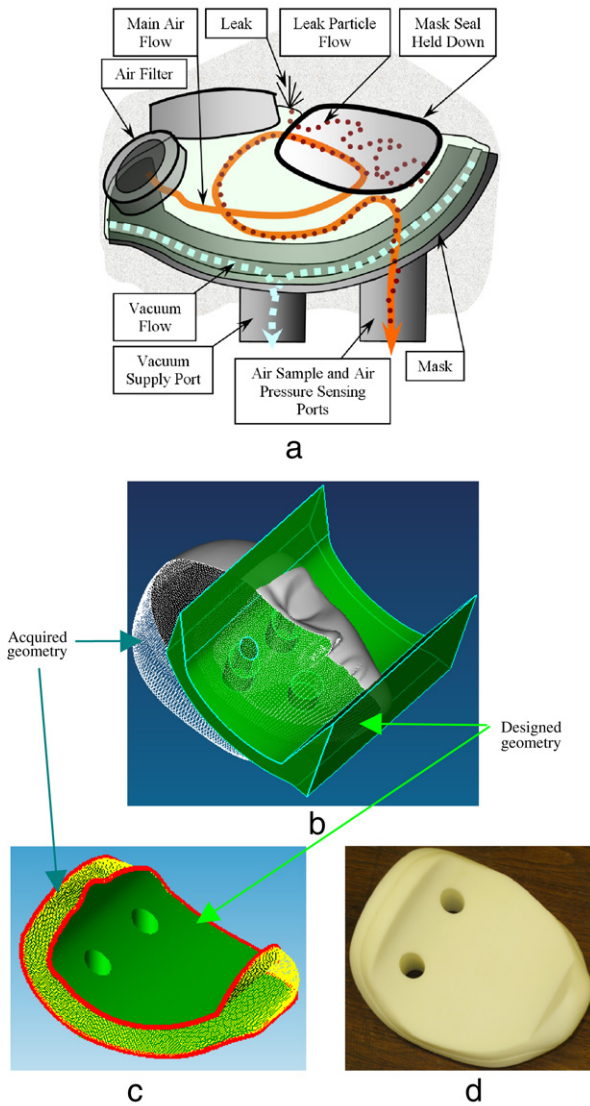 Main Air
Flow
Leak
Leak Particle
Flow
Mask Seal
Held Down
Air Filter
Vacuum
Flow
Vacuum
Supply Port
Air Sample and Air
Pressure Sensing
Ports
Mask
a
Acquired
geometry
Designed
geometry
b
c
d